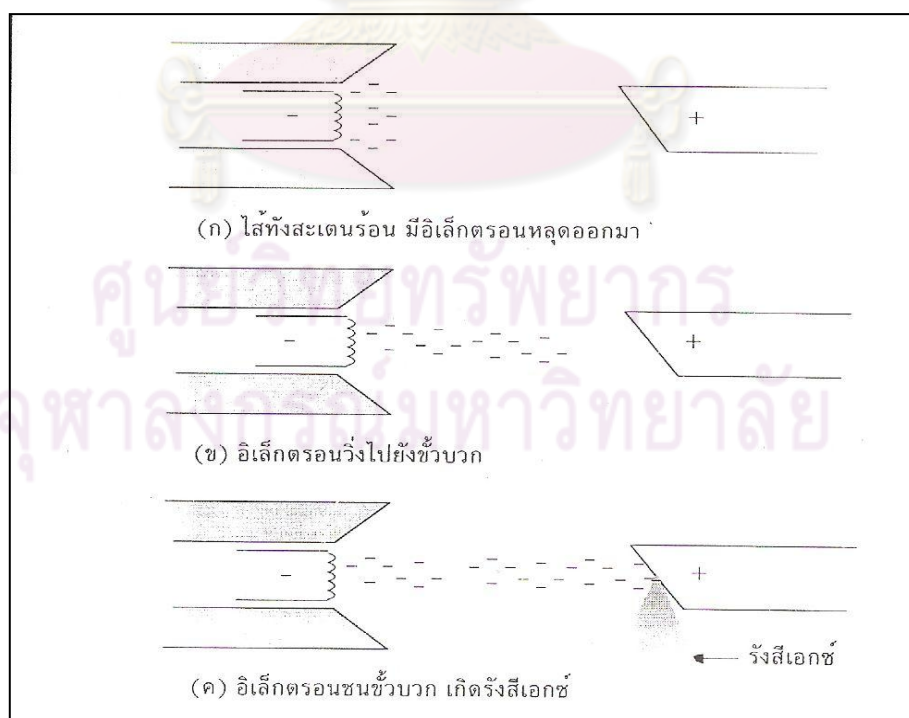 -
+
(ก) ไส้ทังสะเตนร้อน มีอิเล็กตรอนหลุดออกมา
ศูนย์วิทยทรัพยากร
-
+
จุฬาลงกรณ์มหาวิทยาลัย
(ข) อิเล็กตรอนวิ่งไปยังขั้วบวก
-
+
รังสีเอกซ์
(ค) อิเล็กตรอนชนขั้วบวก เกิดรังสีเอกซ์